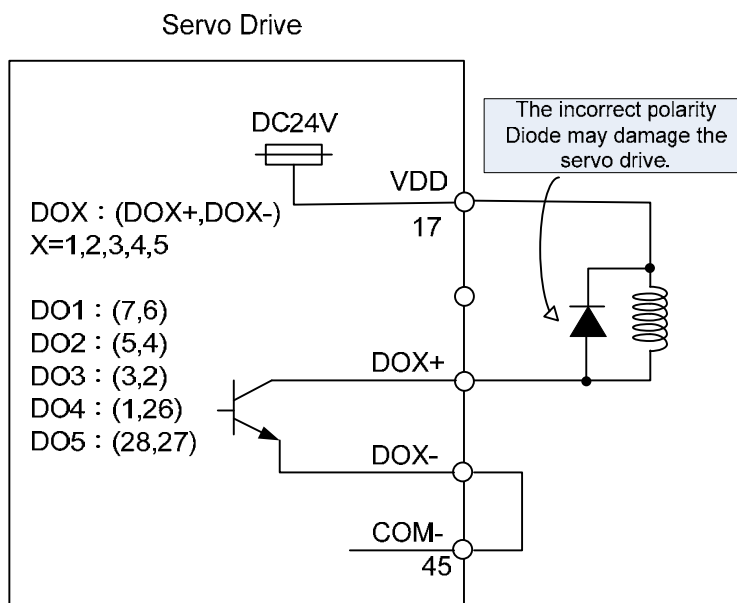 Servo Drive
DC24V
The incorrect polarity
Diode may damage the
servo drive.
VDD
17
DOX : (DOX+,DOX-)
X=1,2,3,4,5
DO1 : (7,6)
DO2 : (5,4)
DO3 : (3,2)
DO4 : (1,26)
DO5 : (28,27)
DOX+
DOX-
COM-
45